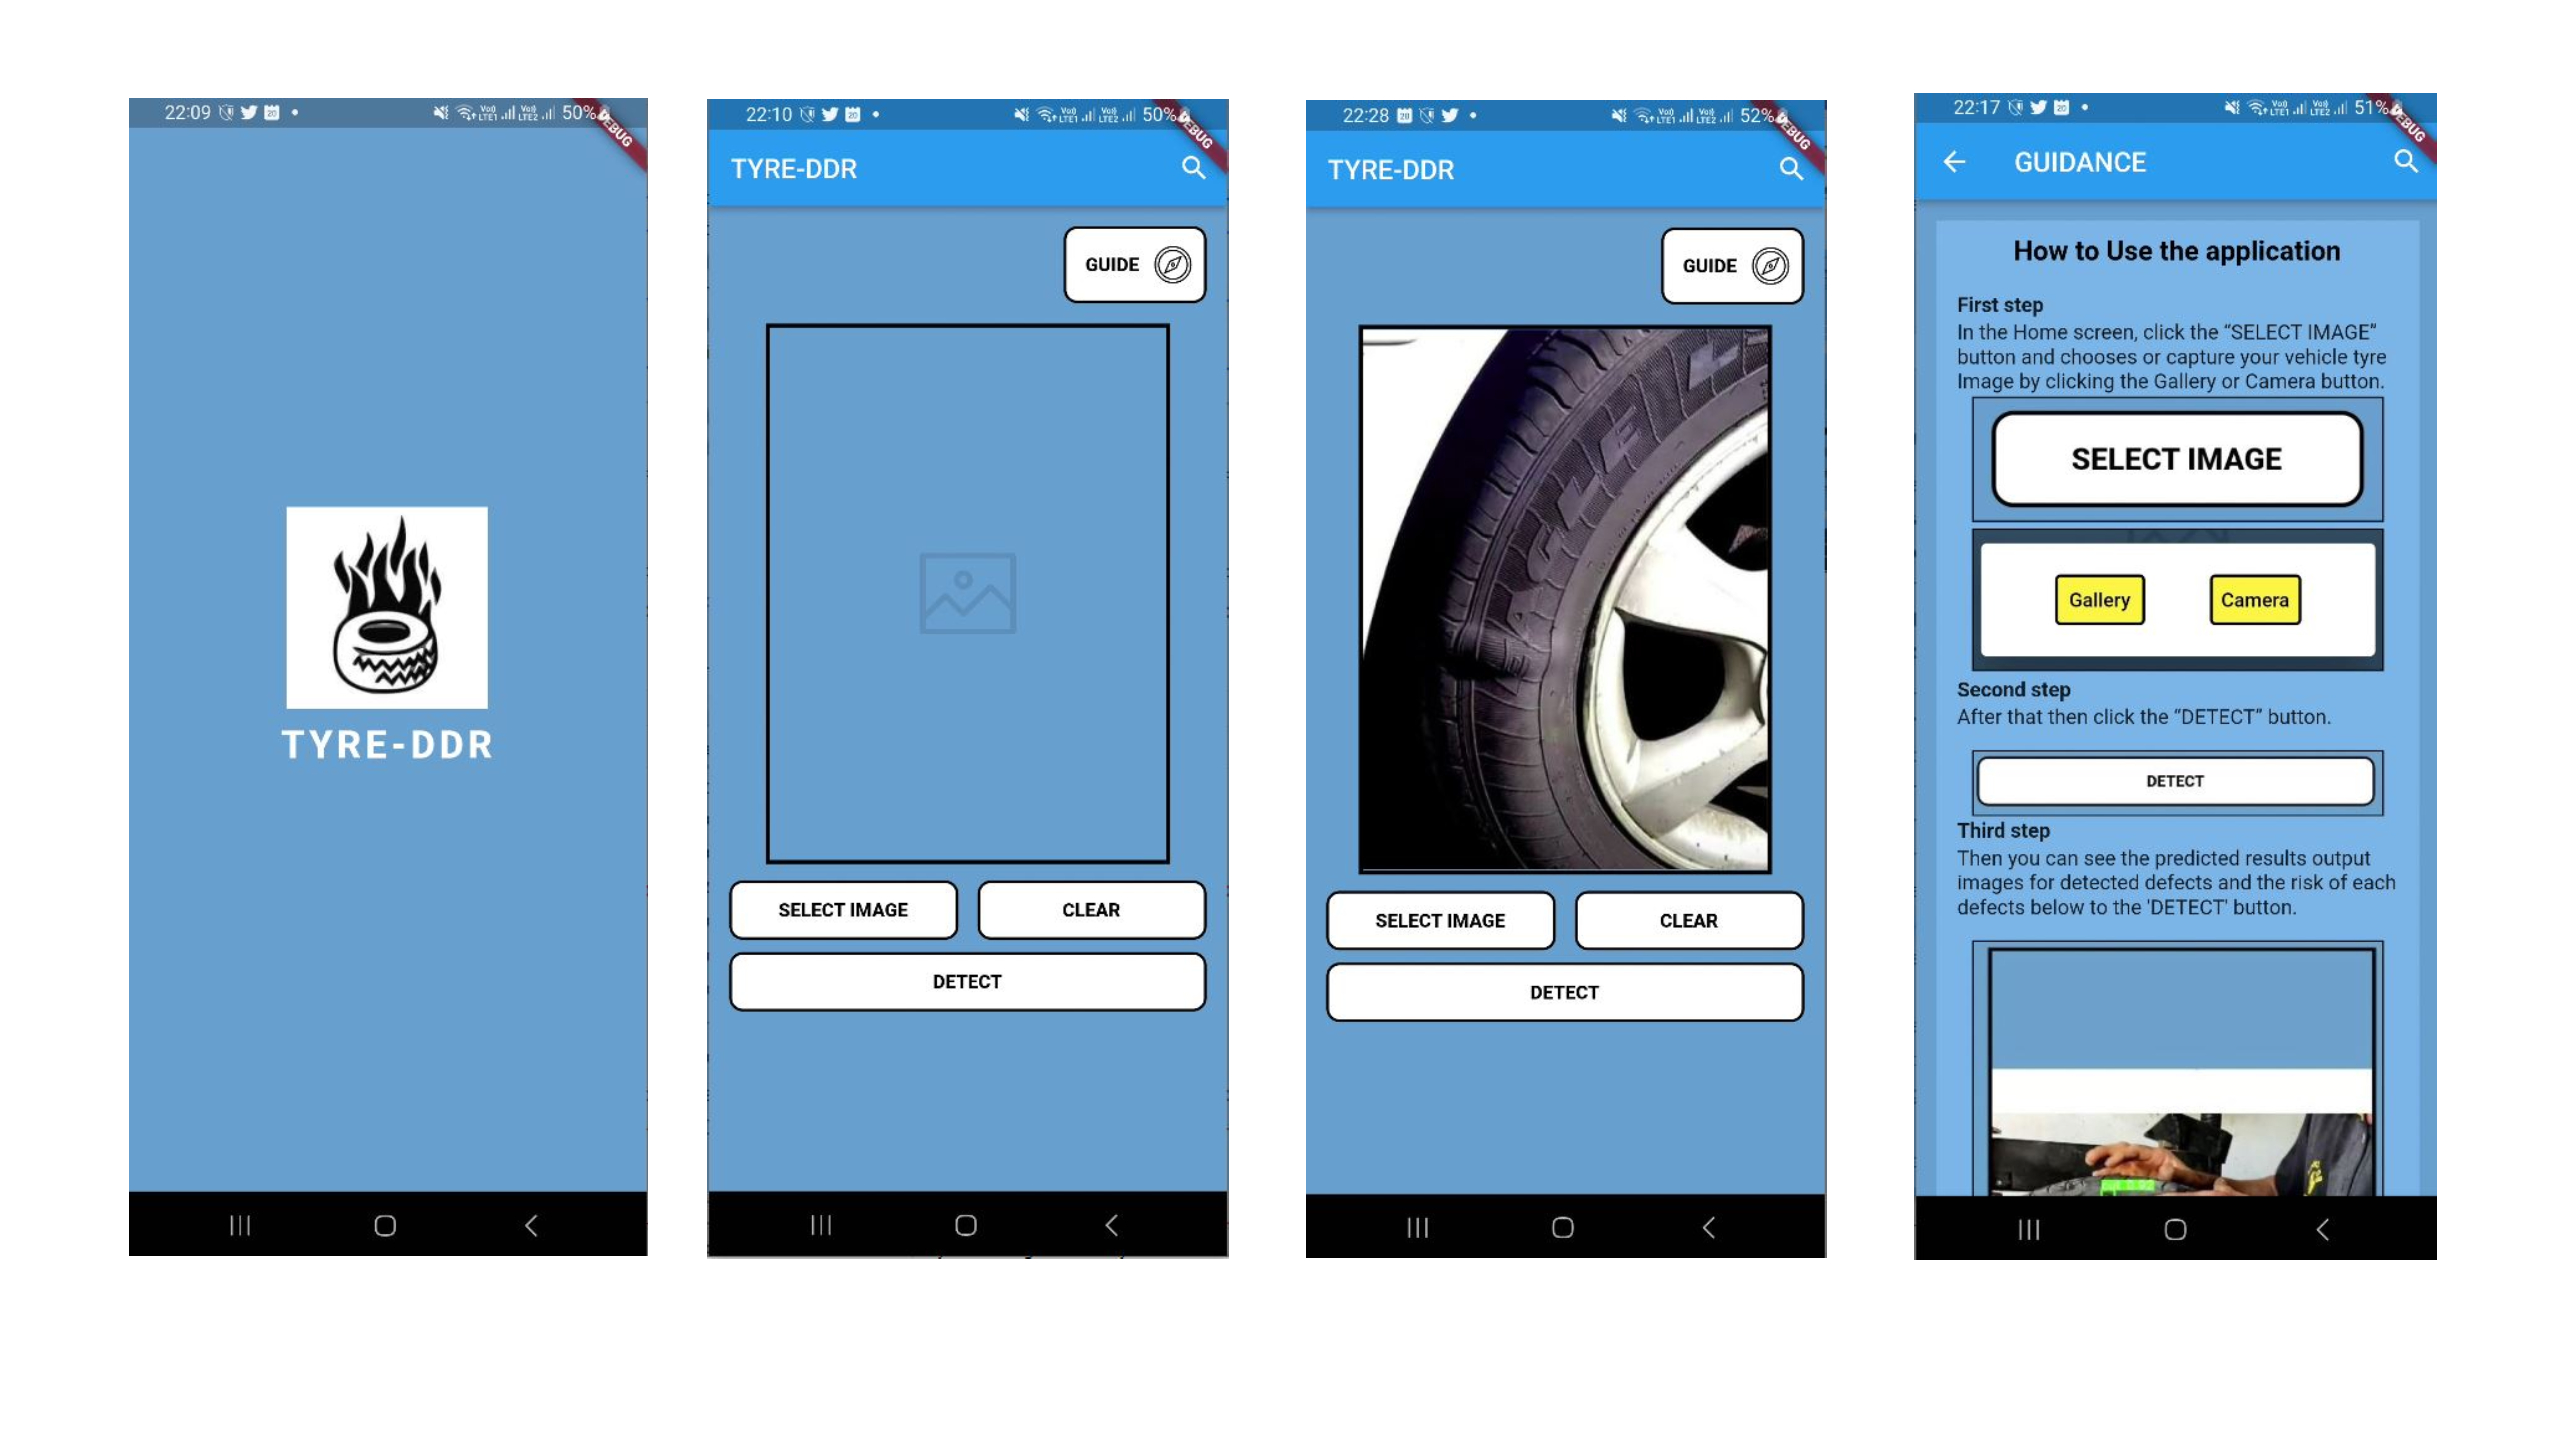 22:09
50%
DEBUG
TYRE-DDR
22:10
50%
DEBUG
TYRE-DDR
GUIDE
SELECT IMAGE
CLEAR
DETECT
22:28
52%
DEBUG
TYRE-DDR
GUIDE
EAGLE
SELECT IMAGE
CLEAR
DETECT
22:17
51%
DEBUG
GUIDANCE
How to Use the application
First step
In the Home screen, click the “SELECT IMAGE”
button and chooses or capture your vehicle tyre
Image by clicking the Gallery or Camera button.
SELECT IMAGE
Gallery
Camera
Second step
After that then click the “DETECT” button.
DETECT
Third step
Then you can see the predicted results output
images for detected defects and the risk of each
defects below to the 'DETECT' button.